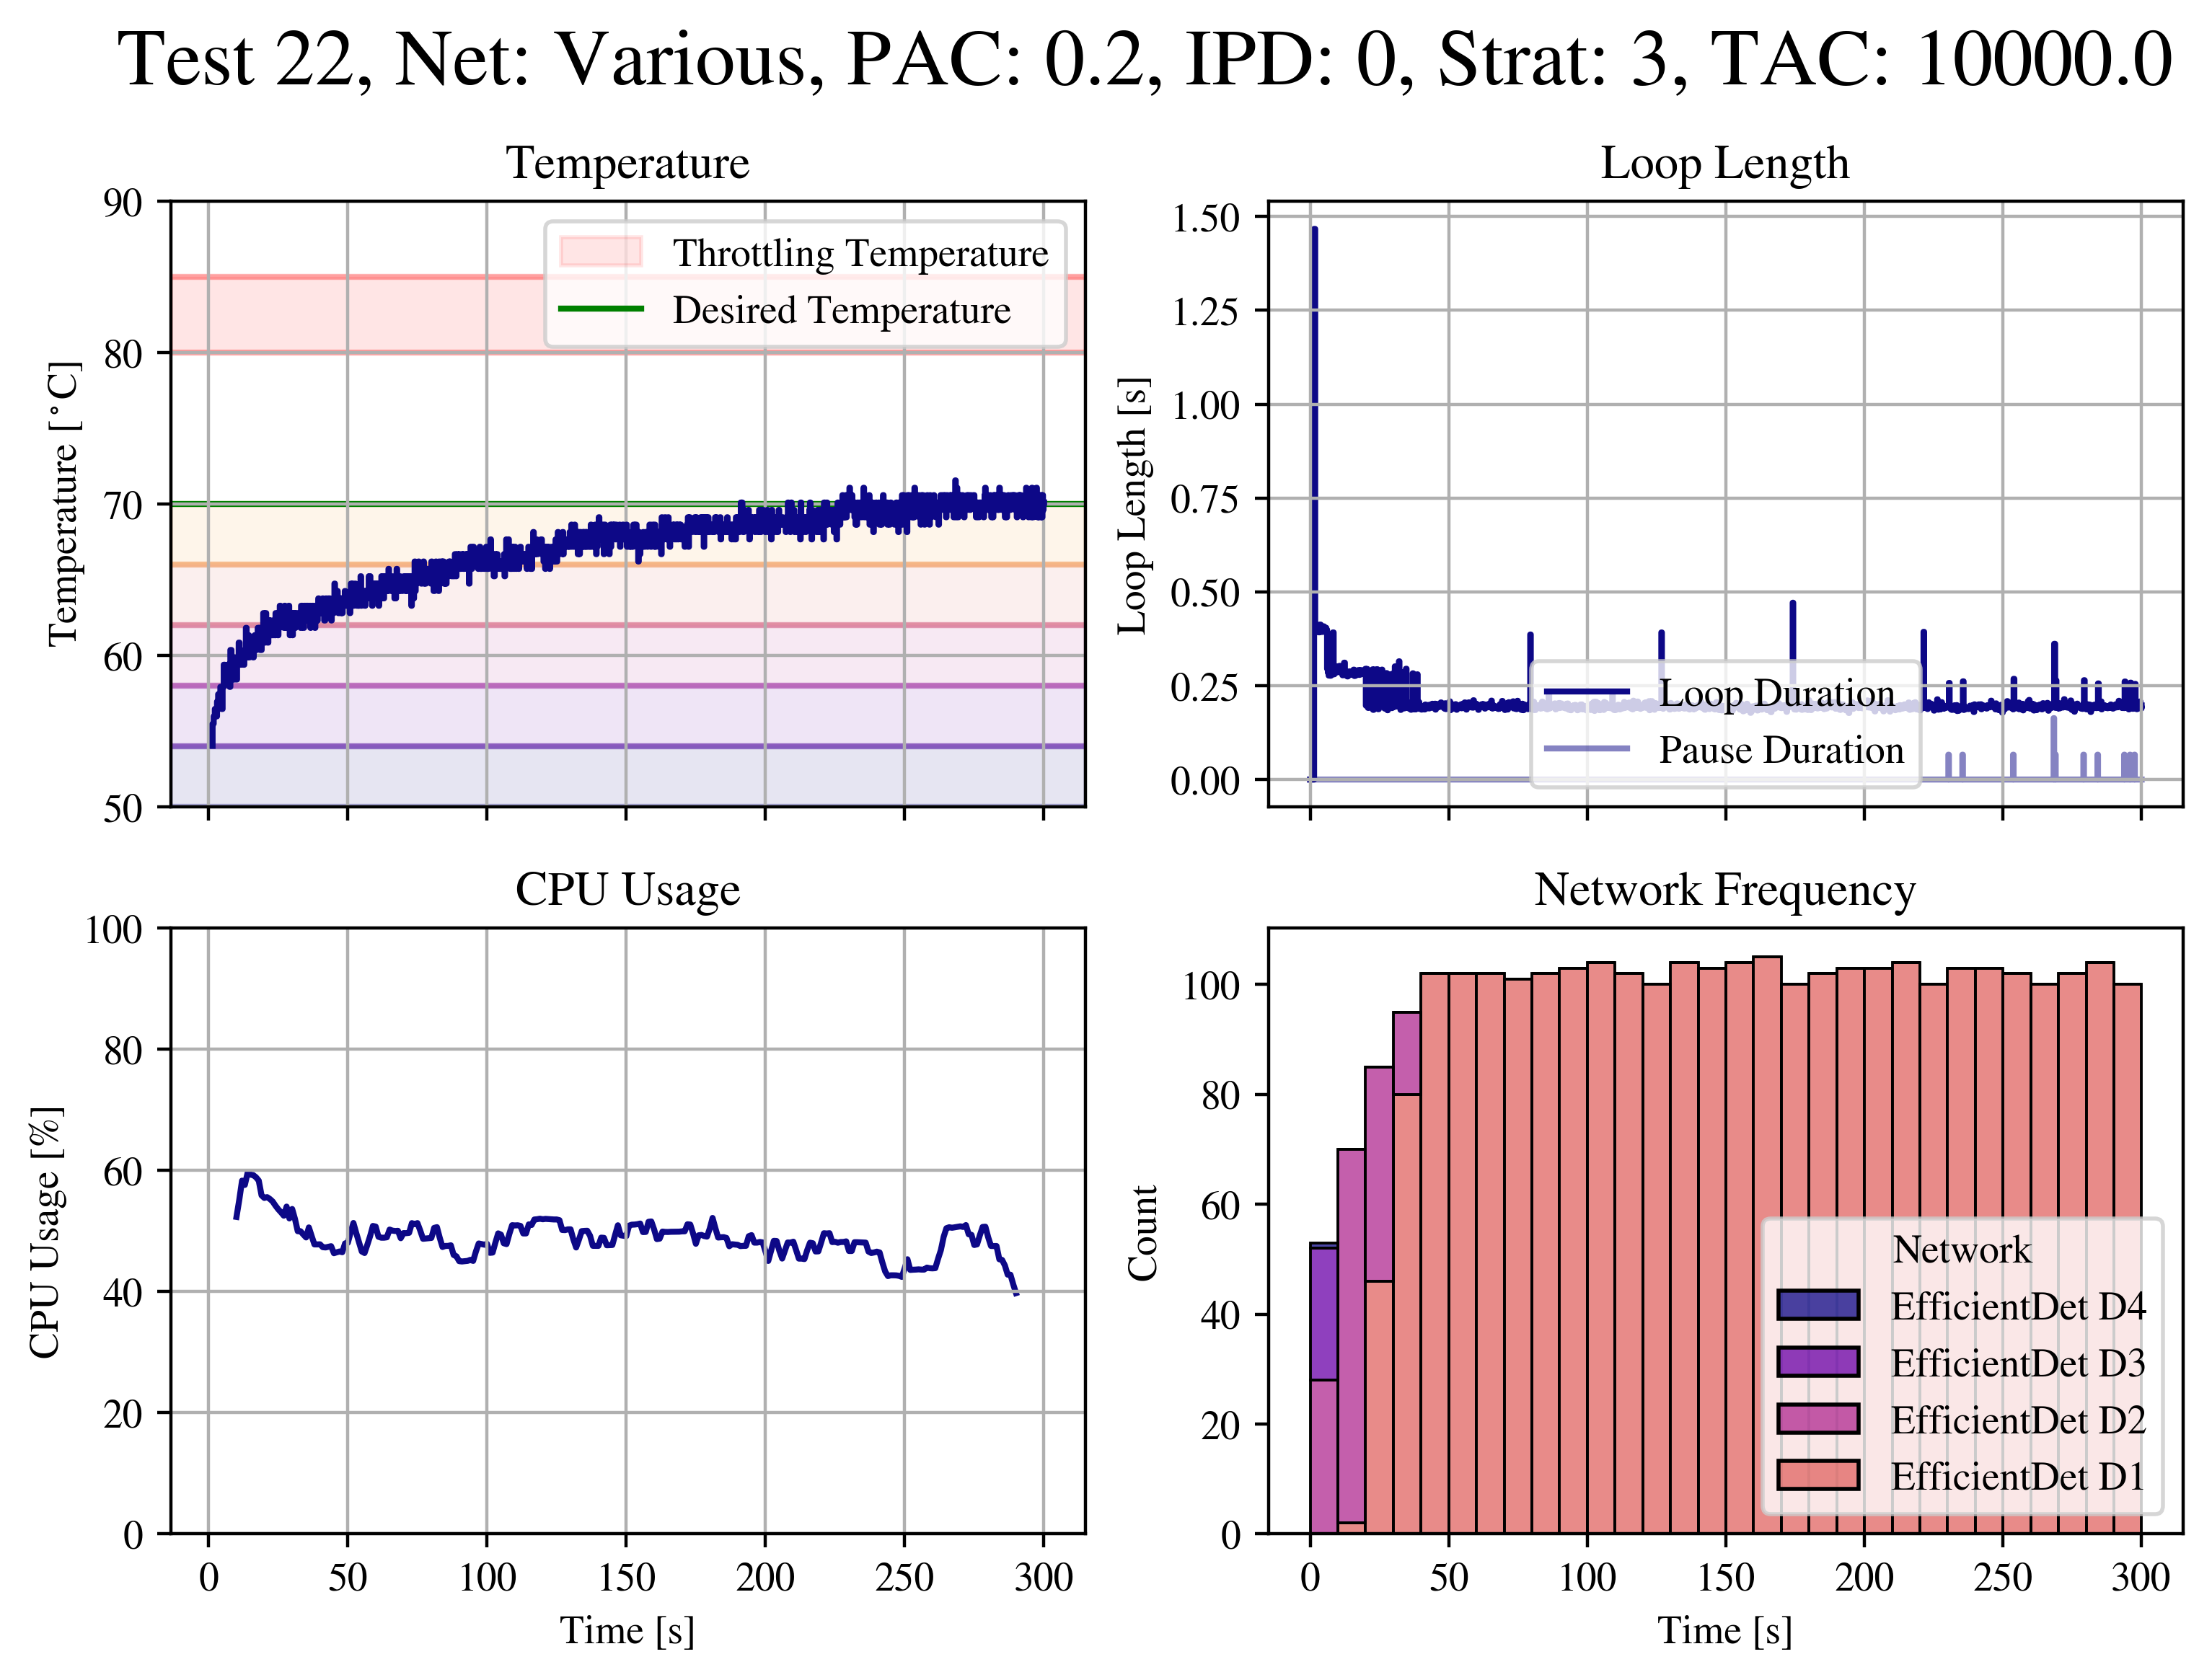 Test 22, Net: Various, PAC: 0.2, IPD: 0, Strat: 3, TAC: 10000.0
Temperature
90
80
70
60
50
Temperature [°C]
Throttling Temperature
Desired Temperature
Loop Length
1.50
1.25
1.00
0.75
0.50
0.25
0.00
Loop Length [s]
Loop Duration
Pause Duration
CPU Usage
100
80
60
40
20
0
CPU Usage [%]
0 50 100 150 200 250 300
Time [s]
Network Frequency
100
80
60
40
20
0
Count
Network
EfficientDet D4
EfficientDet D3
EfficientDet D2
EfficientDet D1
0 50 100 150 200 250 300
Time [s]